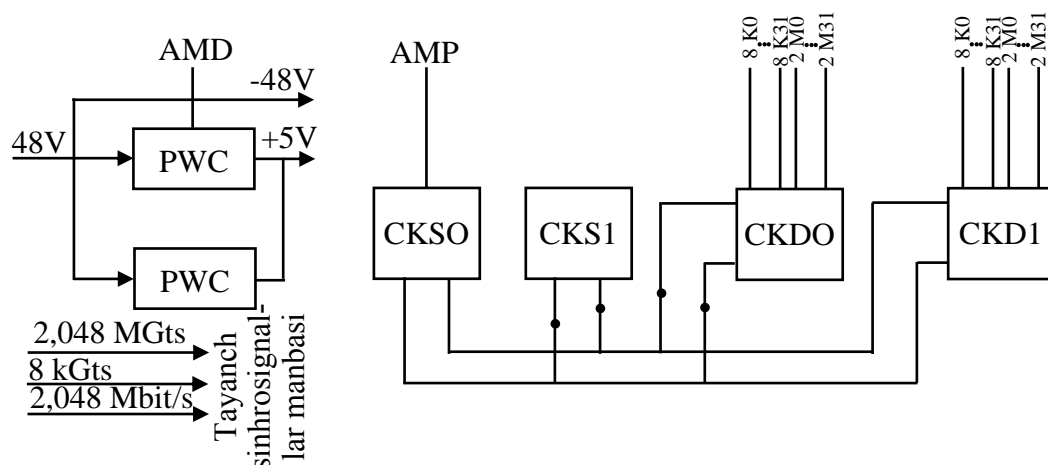 AMD
-48V
48V
+5V
PWC
PWC
2,048 MGts
8 kGts
2,048 Mbit/s
Tayanch
sinhrosignal-
lar manbasi
AMP
CKSO
CKS1
CKDO
CKD1
8 K0
...
8 K31
2 M0
...
2 M31
8 K0
...
8 K31
2 M0
...
2 M31